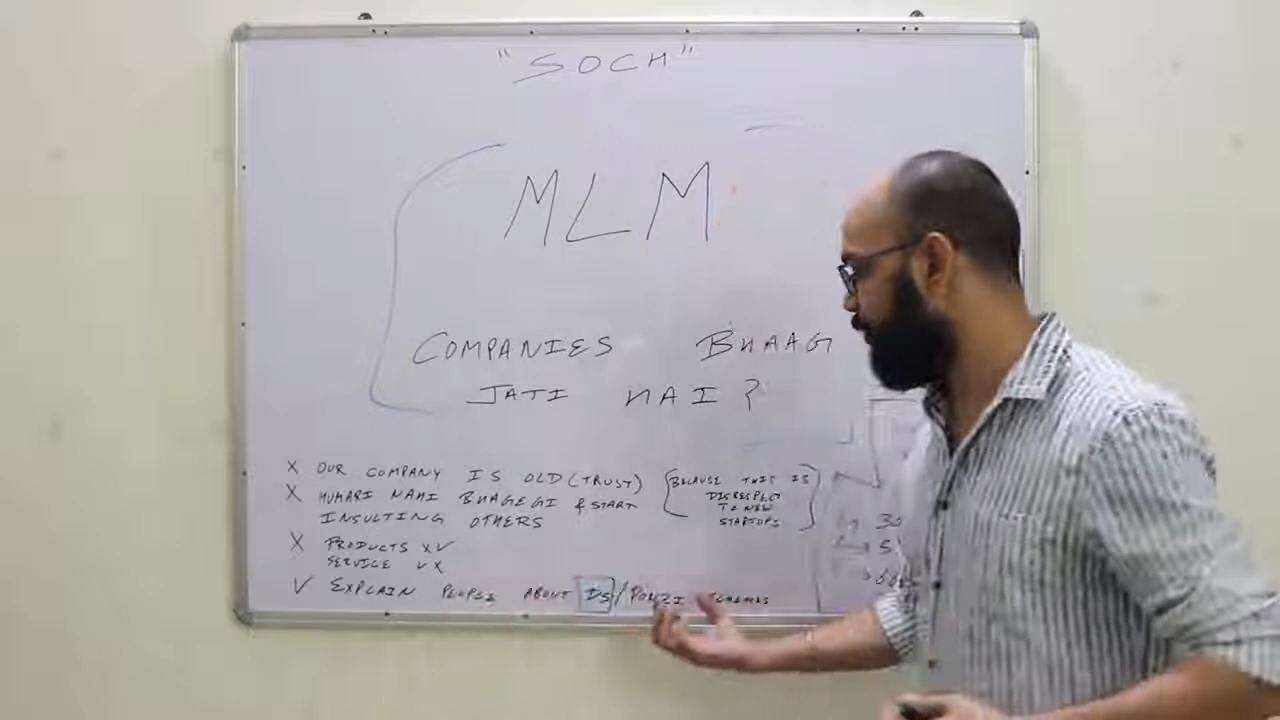 "SOCH"
MLM
COMPANIES BHAAG
JATI HAI?
X OUR COMPANY IS OLD (TRUST)
X HUMARI NAHI BHAGEGI & START
INSULTING OTHERS
(BECAUSE THIS IS
DISRESPECT
TO NEW
STARTUPS)
X PRODUCTS X✓
SERVICE ✓X
✓ EXPLAIN PEOPLE ABOUT DS/PONZI SCHEMES
30
5